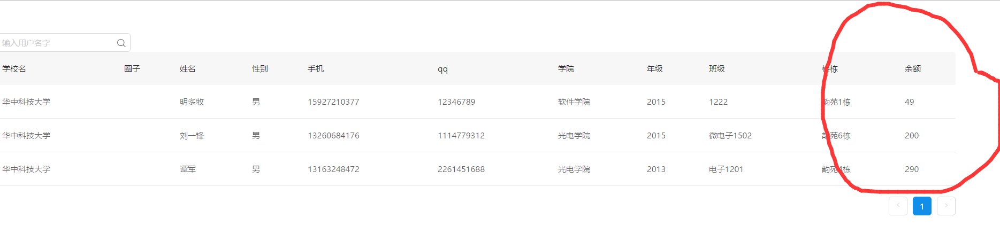 输入用户名字
学校名 圈子 姓名 性别 手机 qq 学院 年级 班级 楼栋 余额
华中科技大学 明多牧 男 15927210377 12346789 软件学院 2015 1222 韵苑1栋 49
华中科技大学 刘一锋 男 13260684176 1114779312 光电学院 2015 微电子1502 韵苑6栋 200
华中科技大学 谭军 男 13163248472 2261451688 光电学院 2013 电子1201 韵苑4栋 290
< 1 >